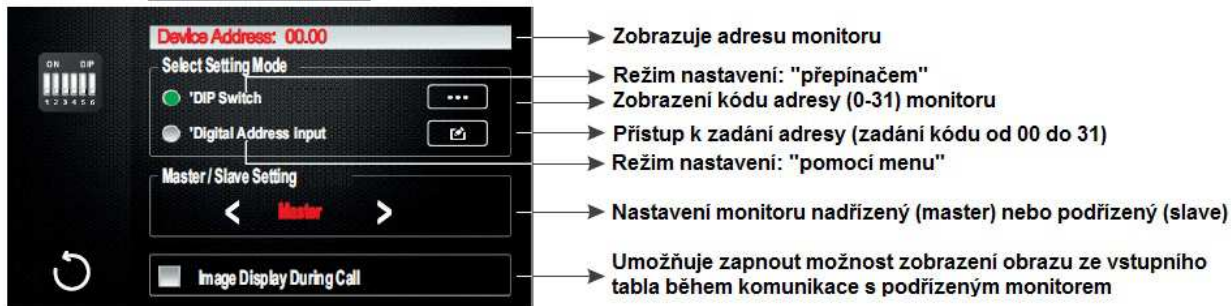 Device Address: 00.00
Zobrazuje adresu monitoru
ON DIP
1 2 3 4 5 6
Select Setting Mode
Režim nastavení: "přepínačem"
'DIP Switch
Zobrazení kódu adresy (0-31) monitoru
'Digital Address input
Přístup k zadání adresy (zadání kódu od 00 do 31)
Režim nastavení: "pomocí menu"
Master / Slave Setting
< Master >
Nastavení monitoru nadřízený (master) nebo podřízený (slave)
Image Display During Call
Umožňuje zapnout možnost zobrazení obrazu ze vstupního
tabla během komunikace s podřízeným monitorem